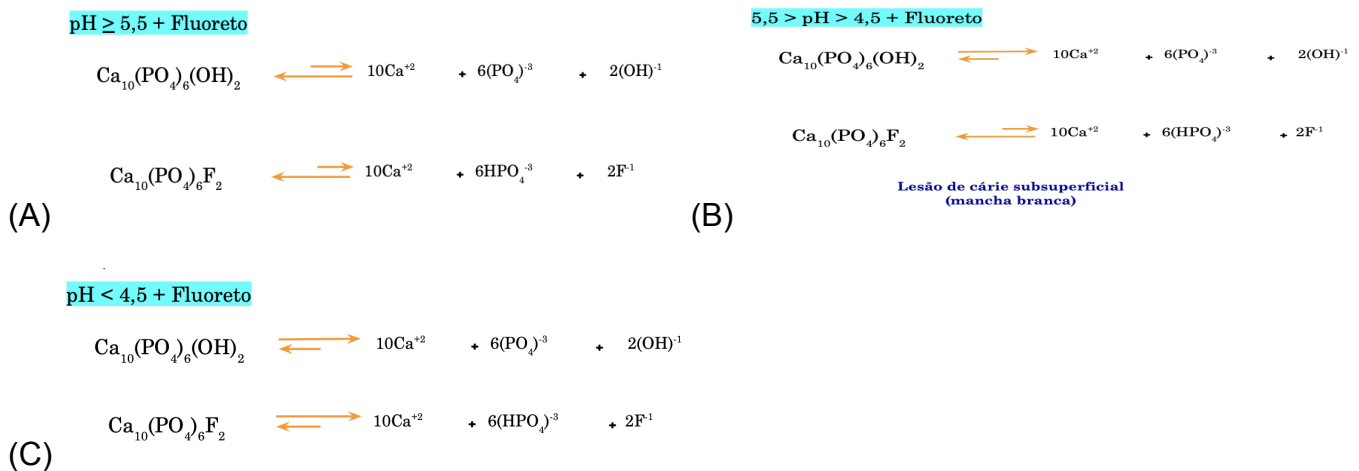 pH ≥ 5,5 + Fluoreto
Ca₁₀(PO₄)₆(OH)₂ 10Ca⁺² + 6(PO₄)⁻³ + 2(OH)⁻¹
Ca₁₀(PO₄)₆F₂ 10Ca⁺² + 6HPO₄⁻³ + 2F⁻¹
(A)
5,5 > pH > 4,5 + Fluoreto
Ca₁₀(PO₄)₆(OH)₂ 10Ca⁺² + 6(PO₄)⁻³ + 2(OH)⁻¹
Ca₁₀(PO₄)₆F₂ 10Ca⁺² + 6(HPO₄)⁻³ + 2F⁻¹
Lesão de cárie subsuperficial
(mancha branca)
(B)
pH < 4,5 + Fluoreto
Ca₁₀(PO₄)₆(OH)₂ 10Ca⁺² + 6(PO₄)⁻³ + 2(OH)⁻¹
Ca₁₀(PO₄)₆F₂ 10Ca⁺² + 6(HPO₄)⁻³ + 2F⁻¹
(C)